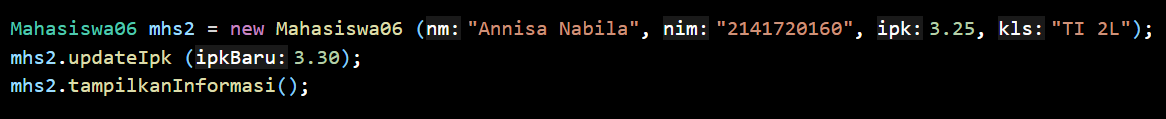 Mahasiswa06 mhs2 = new Mahasiswa06 (nm:"Annisa Nabila", nim:"2141720160", ipk:3.25, kls:"TI 2L");
mhs2.updateIpk (ipkBaru:3.30);
mhs2.tampilkanInformasi();